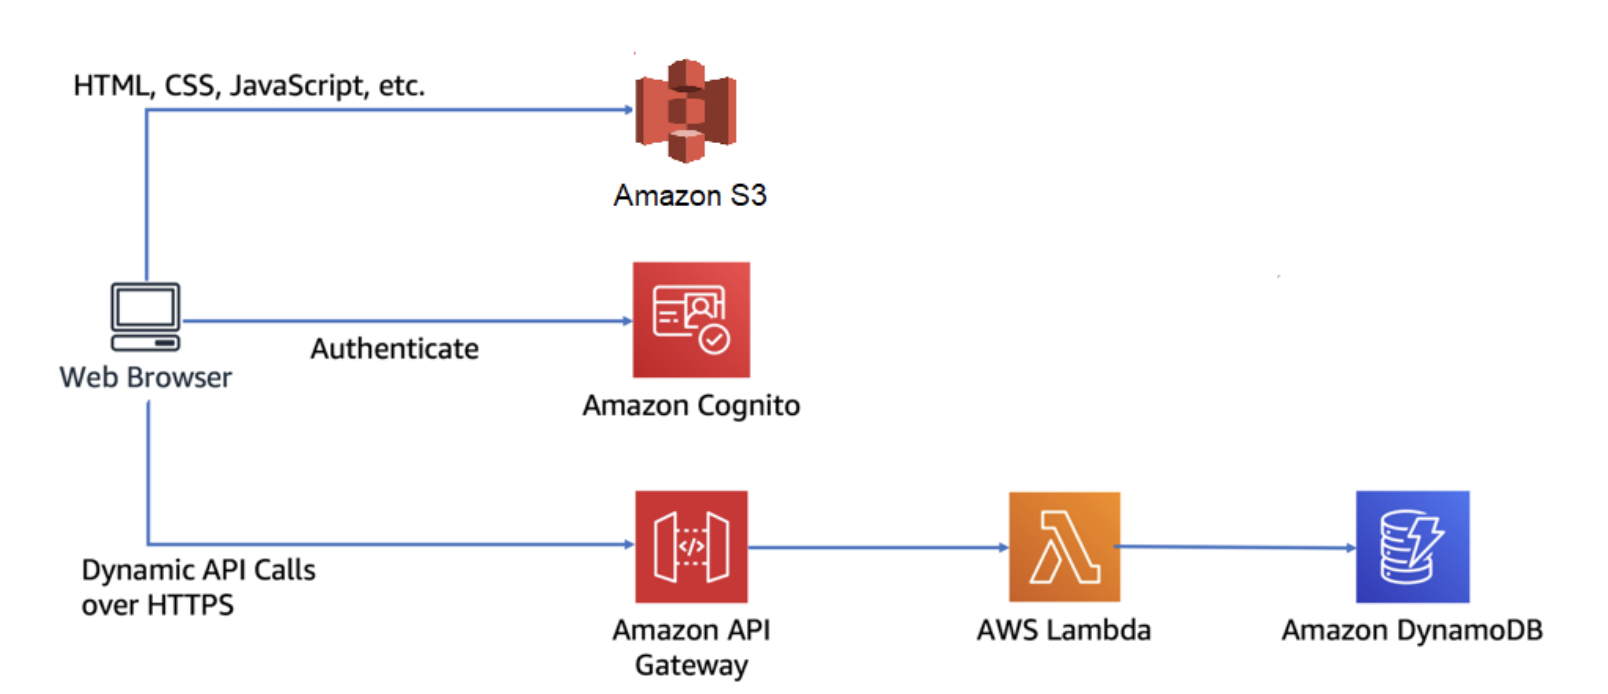 HTML, CSS, JavaScript, etc.
Amazon S3
Authenticate
Web Browser
Amazon Cognito
Dynamic API Calls
over HTTPS
</>
Amazon API
Gateway
AWS Lambda
Amazon DynamoDB